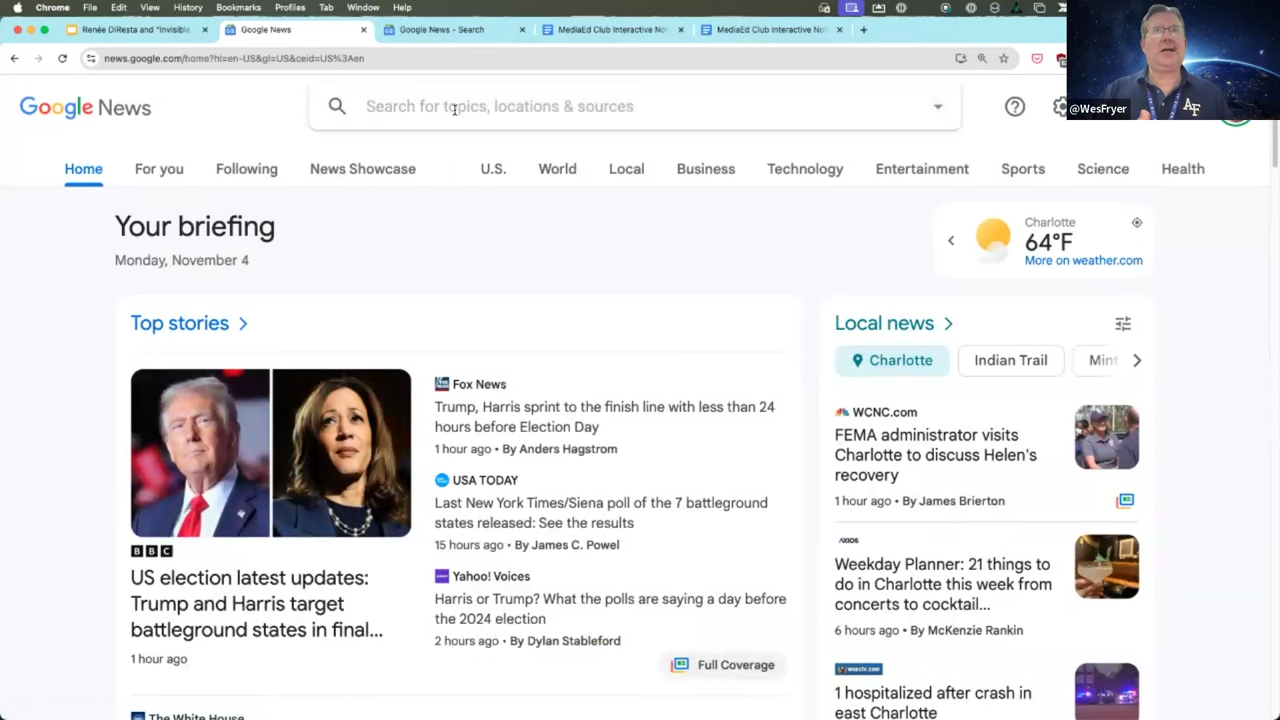 Chrome File Edit View History Bookmarks Profiles Tab Window Help
Renée DiResta and "Invisible
Google News
Google News - Search
MediaEd Club Interactive No
MediaEd Club Interactive Not
news.google.com/home?hl=en-US&gl=US&ceid=US%3Aen
@WesFryer
AF
Google News
Search for topics, locations & sources
Home For you Following News Showcase U.S. World Local Business Technology Entertainment Sports Science Health
Your briefing
Monday, November 4
Charlotte
64°F
More on weather.com
Top stories
BBC
US election latest updates:
Trump and Harris target
battleground states in final...
1 hour ago
Fox News
Trump, Harris sprint to the finish line with less than 24
hours before Election Day
1 hour ago • By Anders Hagstrom
USA TODAY
Last New York Times/Siena poll of the 7 battleground
states released: See the results
15 hours ago • By James C. Powel
Yahoo! Voices
Harris or Trump? What the polls are saying a day before
the 2024 election
2 hours ago • By Dylan Stableford
Full Coverage
The White House
Local news
Charlotte Indian Trail Mint
WCNC.com
FEMA administrator visits
Charlotte to discuss Helen's
recovery
1 hour ago • By James Brierton
AXIOS
Weekday Planner: 21 things to
do in Charlotte this week from
concerts to cocktail...
6 hours ago • By McKenzie Rankin
1 hospitalized after crash in
east Charlotte